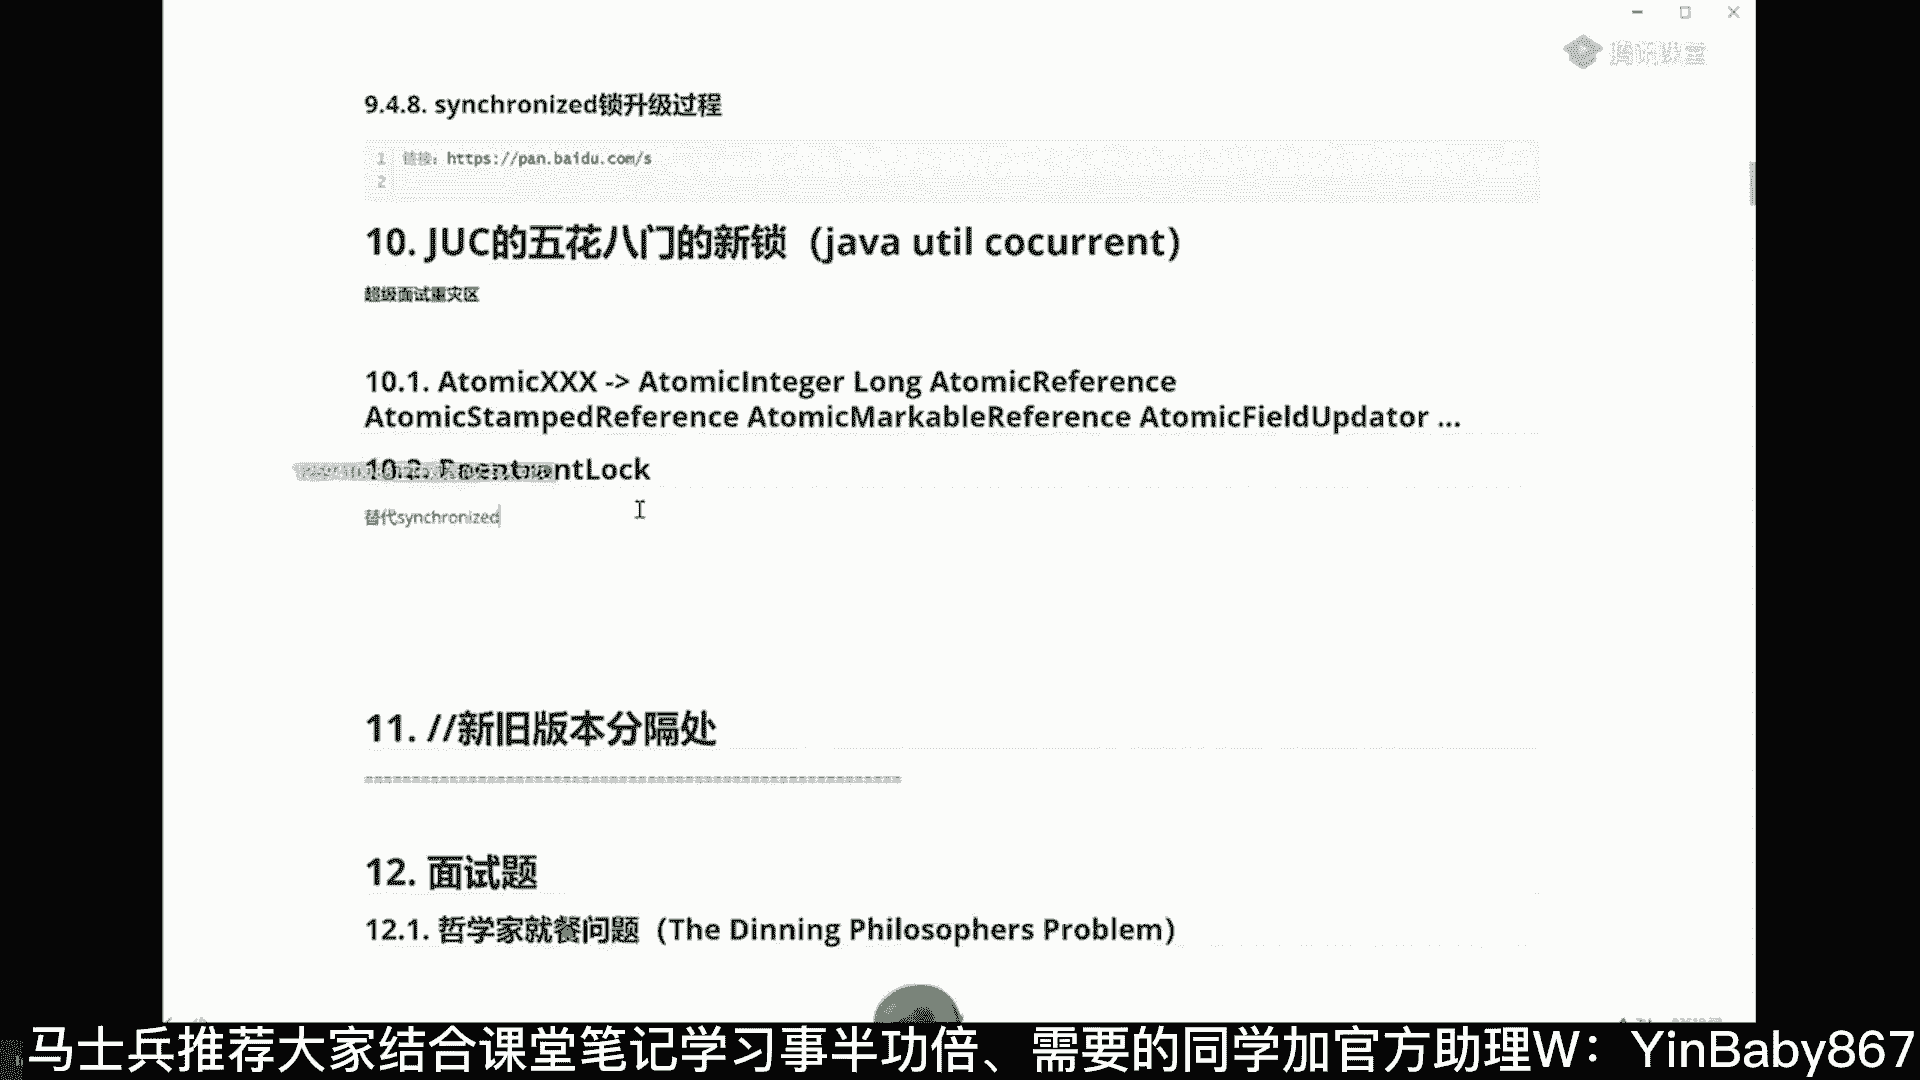 腾讯课堂
9.4.8. synchronized锁升级过程
1 链接：https://pan.baidu.com/s
2
10. JUC的五花八门的新锁（java util cocurrent）
超级面试重灾区
10.1. AtomicXXX -> AtomicInteger Long AtomicReference
AtomicStampedReference AtomicMarkableReference AtomicFieldUpdator ...
10.2. ReentrantLock
替代synchronized
11. //新旧版本分隔处
12. 面试题
12.1. 哲学家就餐问题（The Dinning Philosophers Problem）
马士兵推荐大家结合课堂笔记学习事半功倍、需要的同学加官方助理W：YinBaby867